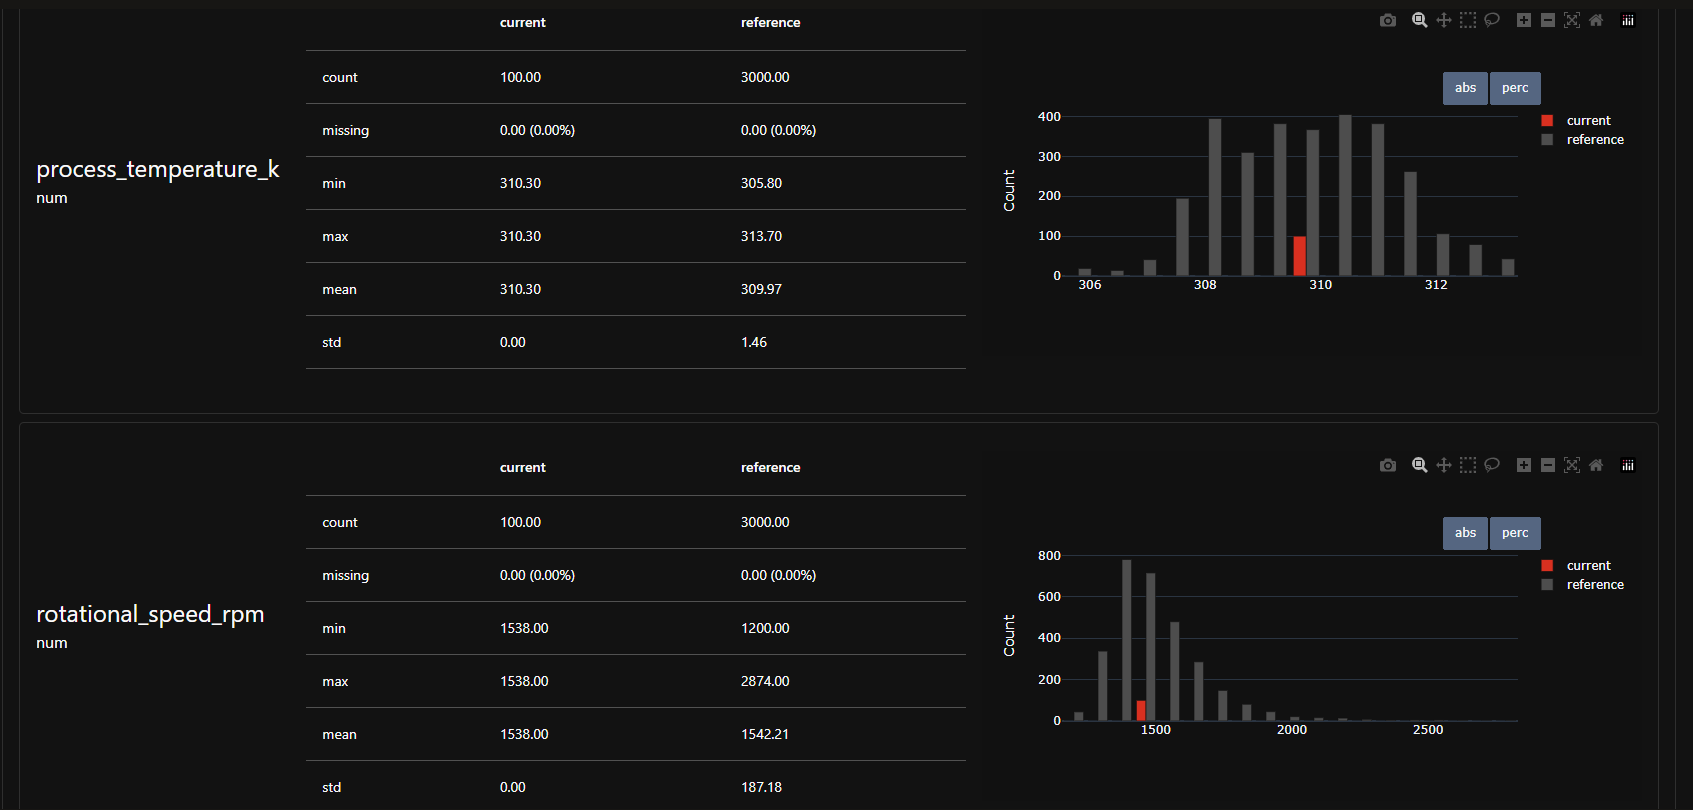 current reference
count 100.00 3000.00
missing 0.00 (0.00%) 0.00 (0.00%)
process_temperature_k
num
min 310.30 305.80
max 310.30 313.70
mean 310.30 309.97
std 0.00 1.46
abs perc
current
reference
Count
400
300
200
100
0
306 308 310 312
current reference
count 100.00 3000.00
missing 0.00 (0.00%) 0.00 (0.00%)
rotational_speed_rpm
num
min 1538.00 1200.00
max 1538.00 2874.00
mean 1538.00 1542.21
std 0.00 187.18
abs perc
current
reference
Count
800
600
400
200
0
1500 2000 2500